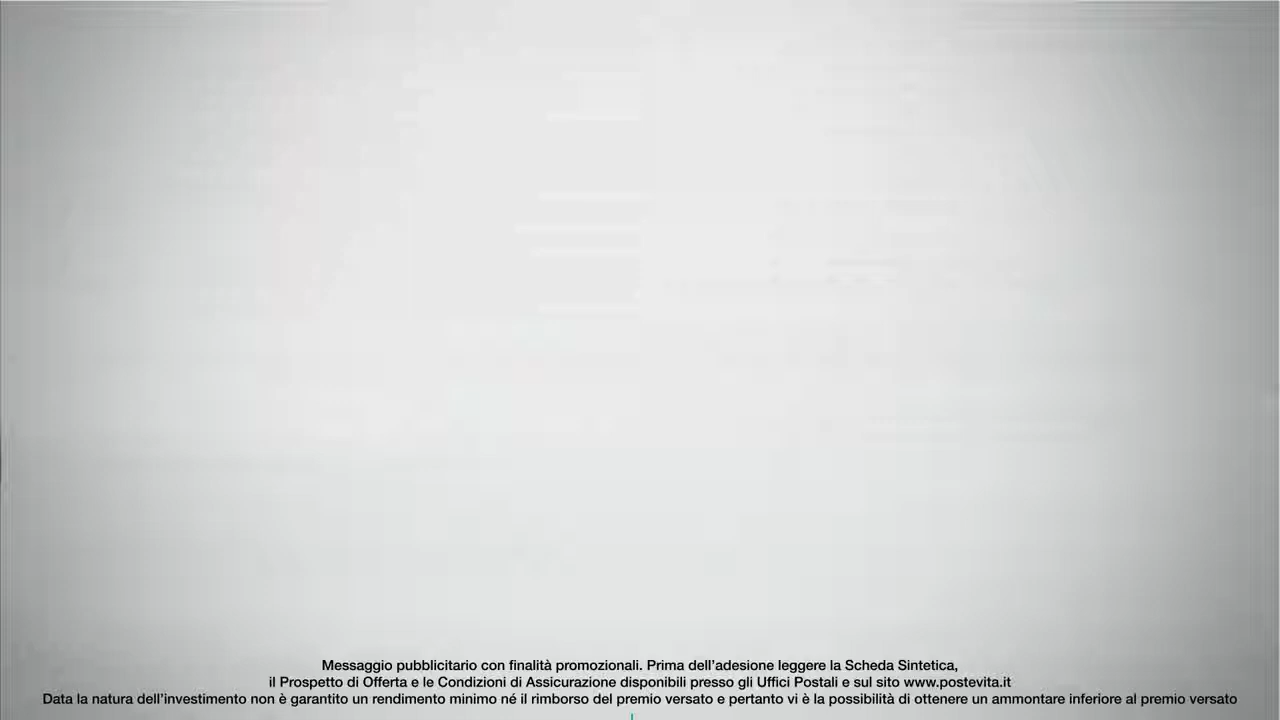 Messaggio pubblicitario con finalità promozionali. Prima dell'adesione leggere la Scheda Sintetica,
il Prospetto di Offerta e le Condizioni di Assicurazione disponibili presso gli Uffici Postali e sul sito www.postevita.it
Data la natura dell'investimento non è garantito un rendimento minimo né il rimborso del premio versato e pertanto vi è la possibilità di ottenere un ammontare inferiore al premio versato